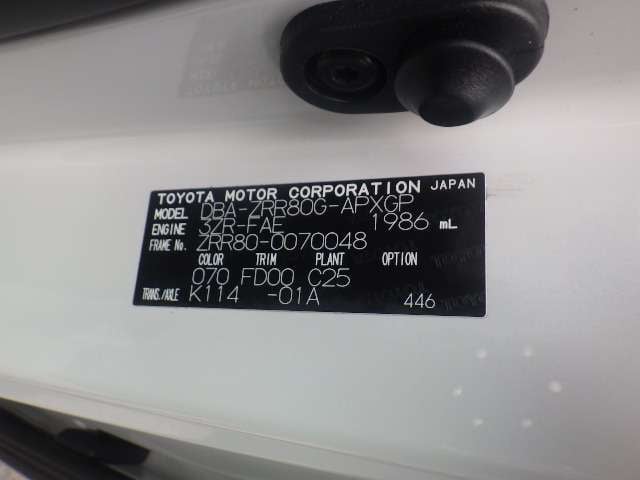 TOYOTA MOTOR CORPORATION JAPAN
MODEL DBA-ZRR80G-APXGP
ENGINE 3ZR-FAE 1986 mL
FRAME No. ZRR80-0070048
COLOR TRIM PLANT OPTION
070 FD00 C25
TRANS./AXLE K114 -01A 446